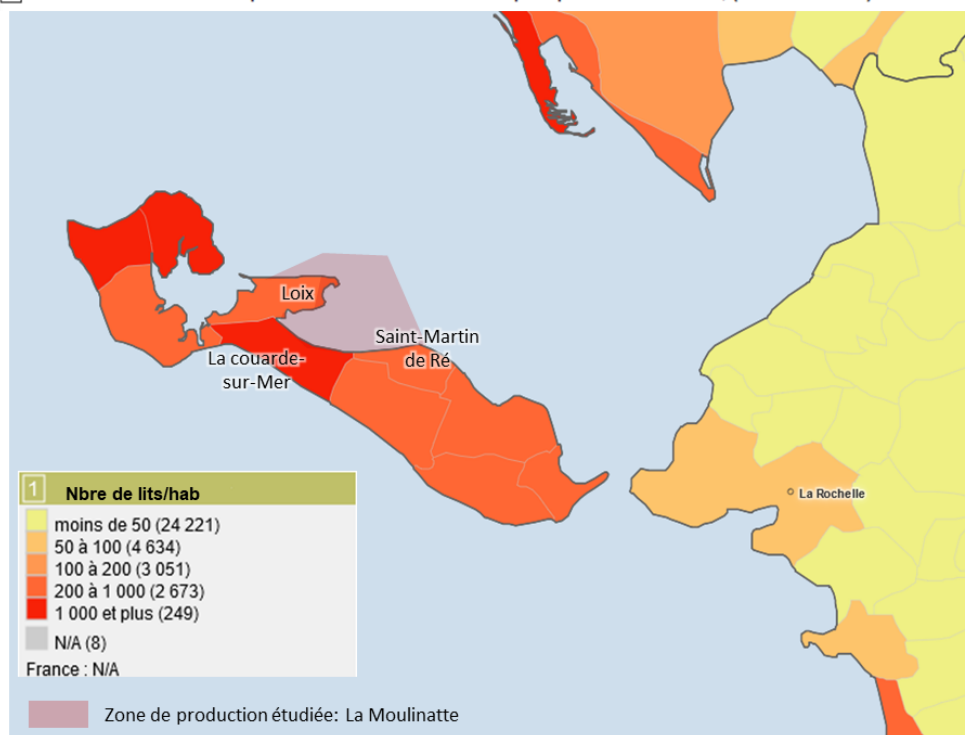 Loix
Saint-Martin
de Ré
La couarde-
sur-Mer
La Rochelle
1 Nbre de lits/hab
moins de 50 (24 221)
50 à 100 (4 634)
100 à 200 (3 051)
200 à 1 000 (2 673)
1 000 et plus (249)
N/A (8)
France : N/A
Zone de production étudiée: La Moulinatte